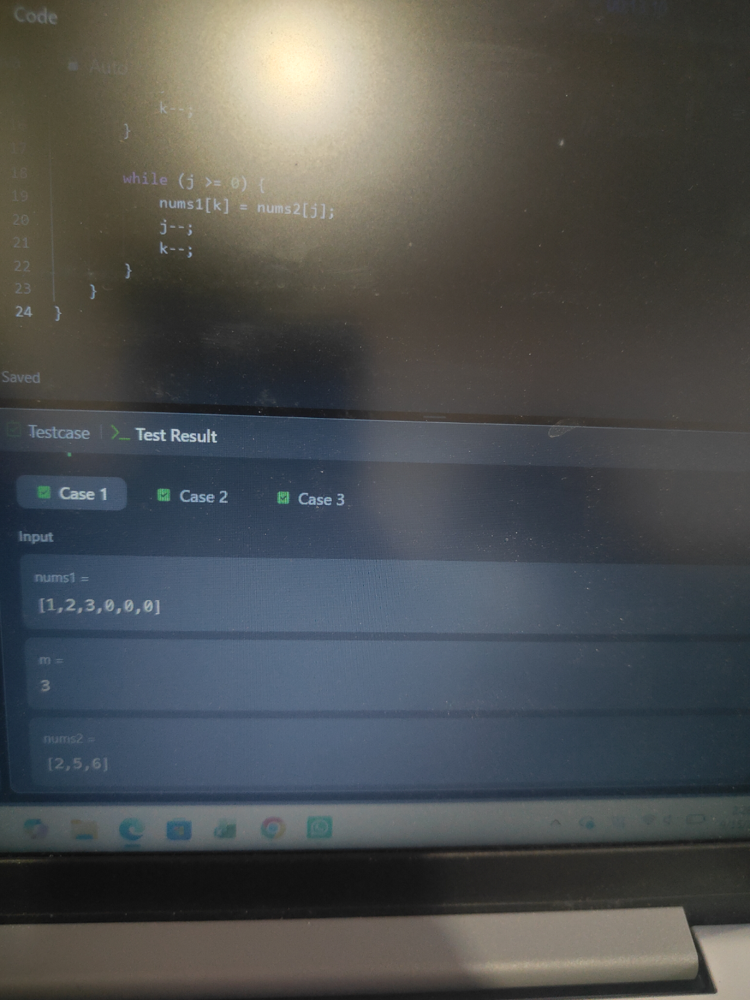 Code
Auto
k--;
}
17
18 while (j >= 0) {
19 nums1[k] = nums2[j];
20 j--;
21 k--;
22 }
23 }
24 }
Saved
Testcase >_ Test Result
Case 1 Case 2 Case 3
Input
nums1 =
[1,2,3,0,0,0]
m =
3
nums2 =
[2,5,6]